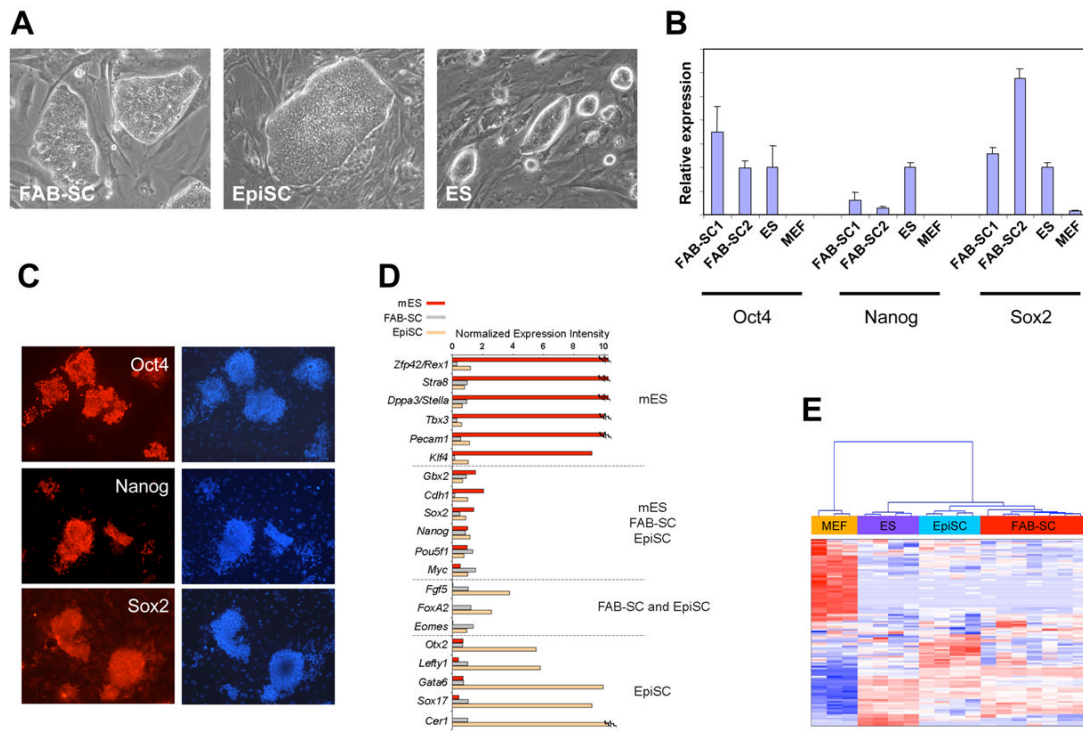 A
FAB-SC
EpiSC
ES
B
Relative expression
FAB-SC1
FAB-SC2
ES
MEF
FAB-SC1
FAB-SC2
ES
MEF
FAB-SC1
FAB-SC2
ES
MEF
Oct4
Nanog
Sox2
C
Oct4
Nanog
Sox2
D
mES
FAB-SC
EpiSC
Normalized Expression Intensity
0 2 4 6 8 10
Zfp42/Rex1
Stra8
Dppa3/Stella
Tbx3
Pecam1
Klf4
mES
Gbx2
Cdh1
Sox2
Nanog
Pou5f1
Myc
mES
FAB-SC
EpiSC
Fgf5
FoxA2
Eomes
FAB-SC and EpiSC
Otx2
Lefty1
Gata6
Sox17
Cer1
EpiSC
E
MEF ES EpiSC FAB-SC